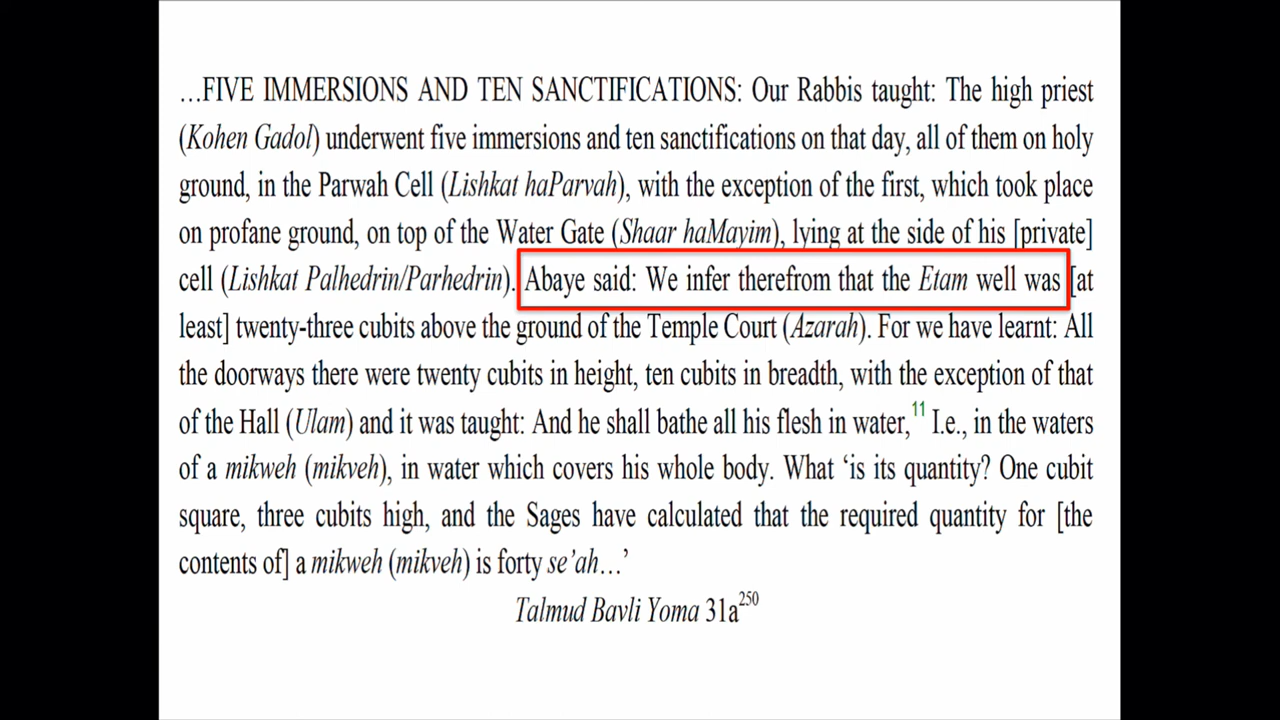 …FIVE IMMERSIONS AND TEN SANCTIFICATIONS: Our Rabbis taught: The high priest
(Kohen Gadol) underwent five immersions and ten sanctifications on that day, all of them on holy
ground, in the Parwah Cell (Lishkat haParvah), with the exception of the first, which took place
on profane ground, on top of the Water Gate (Shaar haMayim), lying at the side of his [private]
cell (Lishkat Palhedrin/Parhedrin). Abaye said: We infer therefrom that the Etam well was [at
least] twenty-three cubits above the ground of the Temple Court (Azarah). For we have learnt: All
the doorways there were twenty cubits in height, ten cubits in breadth, with the exception of that
of the Hall (Ulam) and it was taught: And he shall bathe all his flesh in water,11 I.e., in the waters
of a mikweh (mikveh), in water which covers his whole body. What ‘is its quantity? One cubit
square, three cubits high, and the Sages have calculated that the required quantity for [the
contents of] a mikweh (mikveh) is forty se’ah…’
Talmud Bavli Yoma 31a250